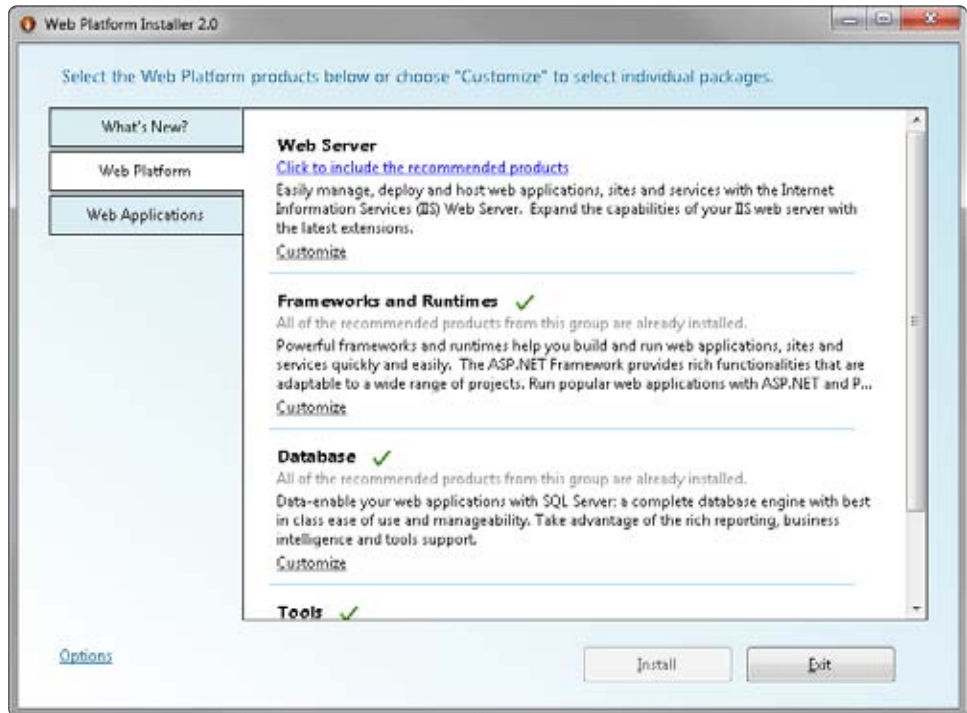 Web Platform Installer 2.0
Select the Web Platform products below or choose "Customize" to select individual packages.
What's New?
Web Platform
Web Applications
Web Server
Click to include the recommended products
Easily manage, deploy and host web applications, sites and services with the Internet
Information Services (IIS) Web Server. Expand the capabilities of your IIS web server with
the latest extensions.
Customize
Frameworks and Runtimes
All of the recommended products from this group are already installed.
Powerful frameworks and runtimes help you build and run web applications, sites and
services quickly and easily. The ASP.NET Framework provides rich functionalities that are
adaptable to a wide range of projects. Run popular web applications with ASP.NET and P...
Customize
Database
All of the recommended products from this group are already installed.
Data-enable your web applications with SQL Server: a complete database engine with best
in class ease of use and manageability. Take advantage of the rich reporting, business
intelligence and tools support.
Customize
Tools
Options
Install
Exit